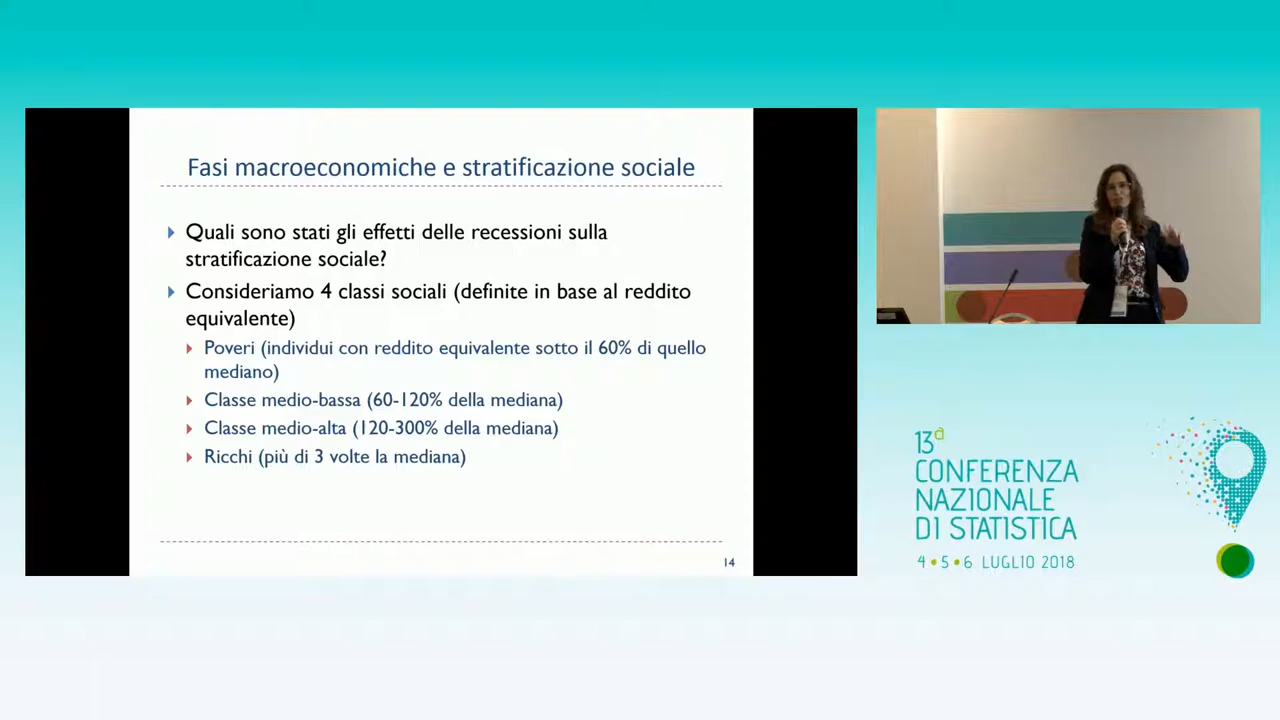 Fasi macroeconomiche e stratificazione sociale
Quali sono stati gli effetti delle recessioni sulla
stratificazione sociale?
Consideriamo 4 classi sociali (definite in base al reddito
equivalente)
Poveri (individui con reddito equivalente sotto il 60% di quello
mediano)
Classe medio-bassa (60-120% della mediana)
Classe medio-alta (120-300% della mediana)
Ricchi (più di 3 volte la mediana)
14
13ª
CONFERENZA
NAZIONALE
DI STATISTICA
4 • 5 • 6 LUGLIO 2018